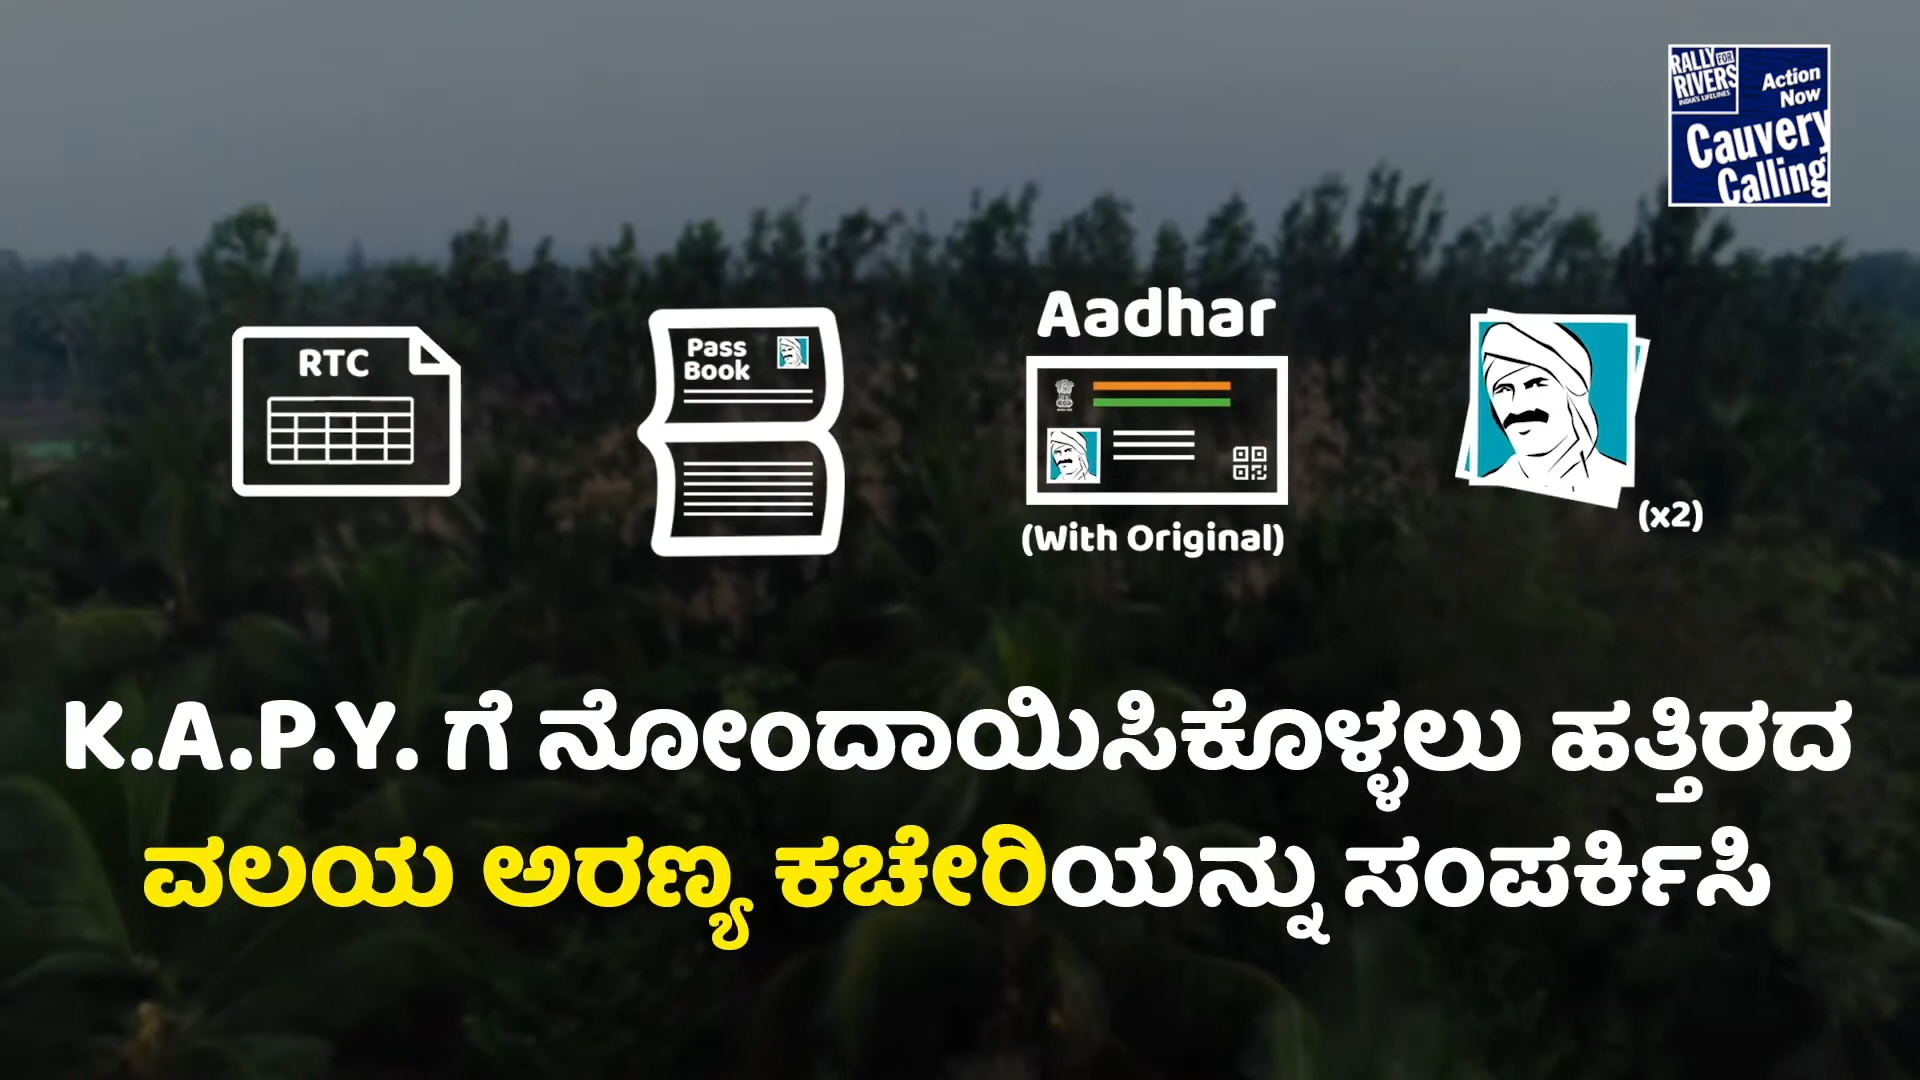 RALLY FOR
RIVERS
INDIA'S LIFELINES
Action
Now
Cauvery
Calling
RTC
Pass
Book
Aadhar
(With Original)
(x2)
K.A.P.Y. ಗೆ ನೋಂದಾಯಿಸಿಕೊಳ್ಳಲು ಹತ್ತಿರದ
ವಲಯ ಅರಣ್ಯ ಕಚೇರಿಯನ್ನು ಸಂಪರ್ಕಿಸಿ